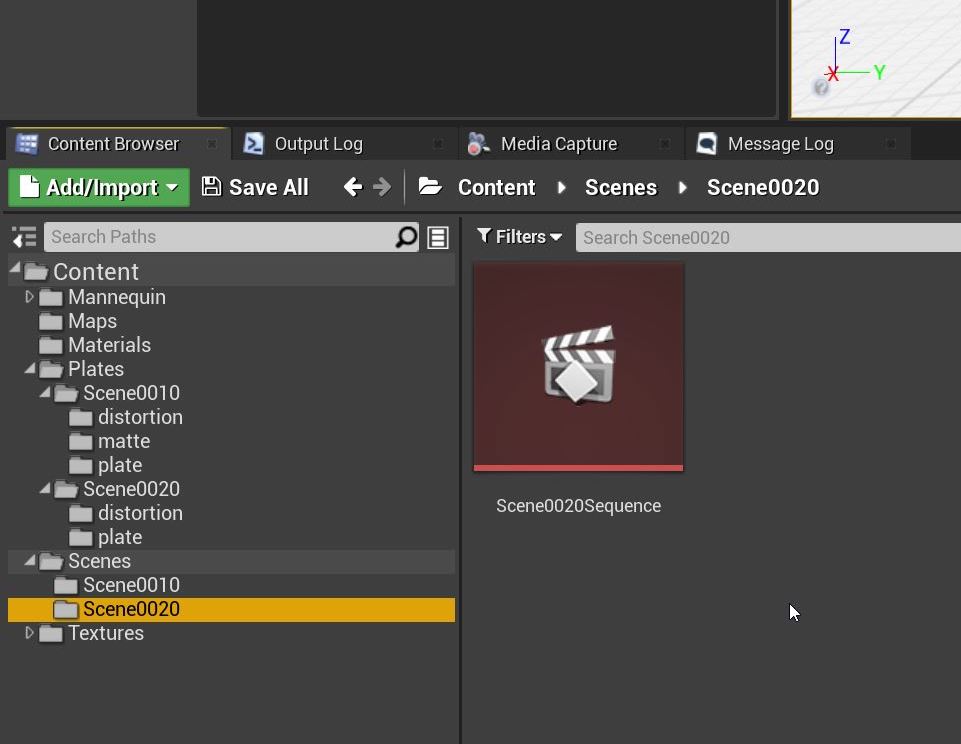 Z
X Y
Content Browser Output Log Media Capture Message Log
Add/Import Save All Content Scenes Scene0020
Search Paths Filters Search Scene0020
Content
Mannequin
Maps
Materials
Plates
Scene0010
distortion
matte
plate
Scene0020
distortion
plate
Scenes
Scene0010
Scene0020
Textures
Scene0020Sequence